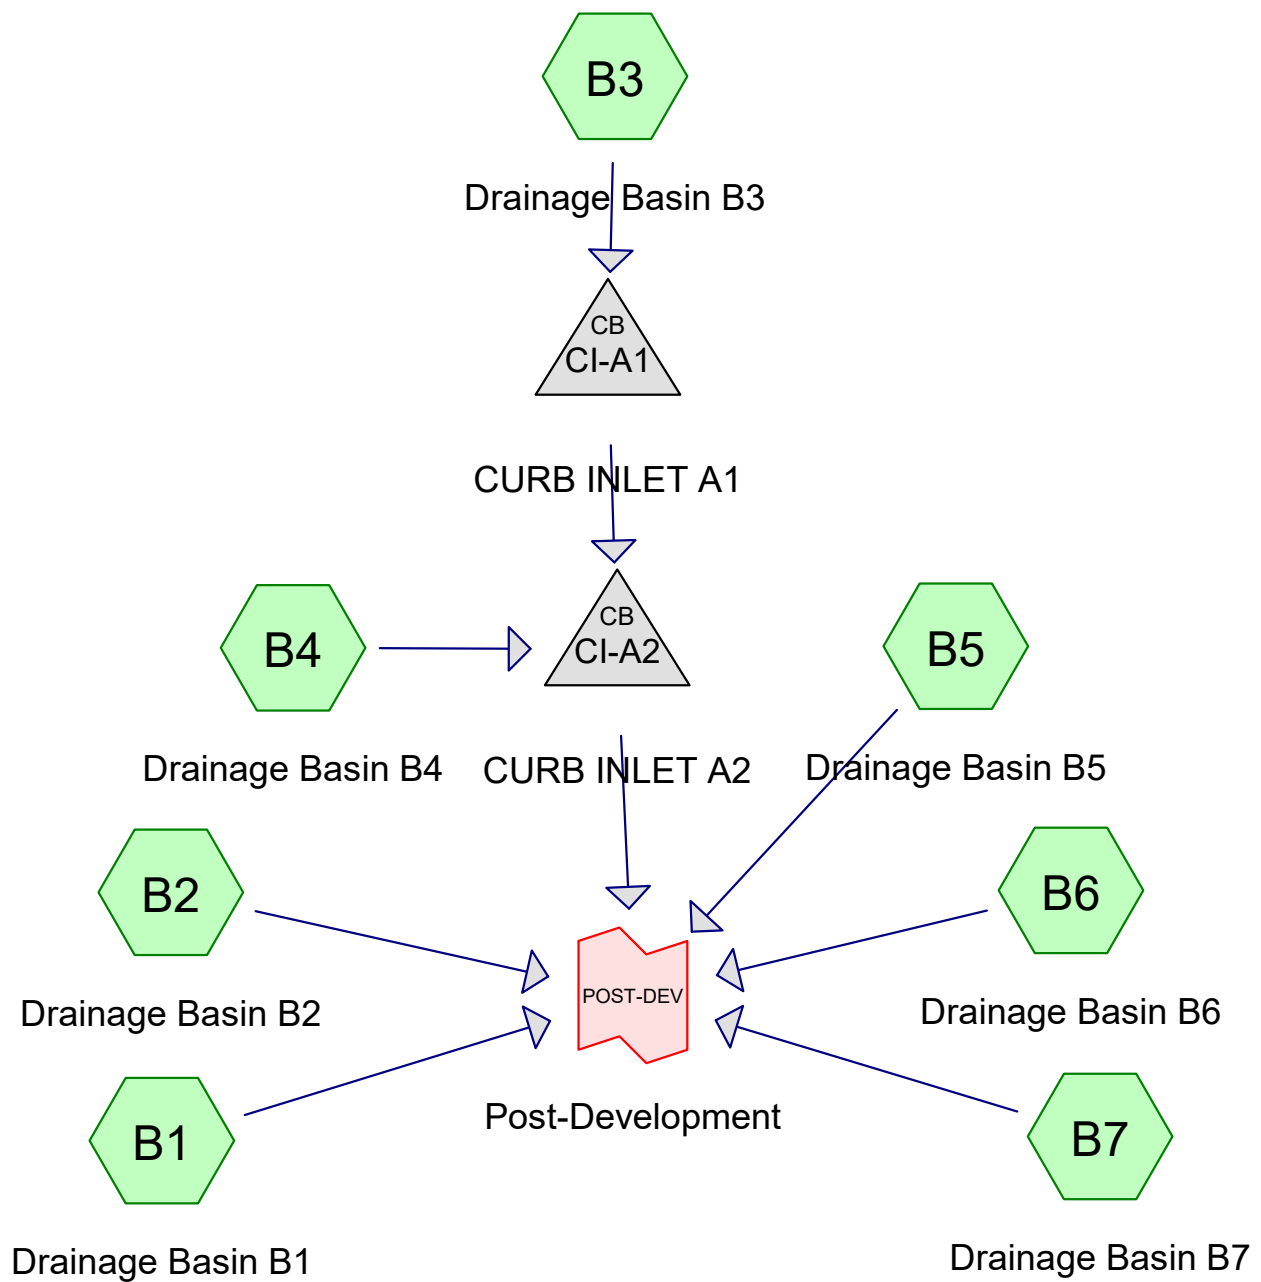 B3
Drainage Basin B3
CB
CI-A1
CURB INLET A1
CB
CI-A2
CURB INLET A2
B4
Drainage Basin B4
B5
Drainage Basin B5
B2
Drainage Basin B2
B6
Drainage Basin B6
POST-DEV
Post-Development
B1
Drainage Basin B1
B7
Drainage Basin B7